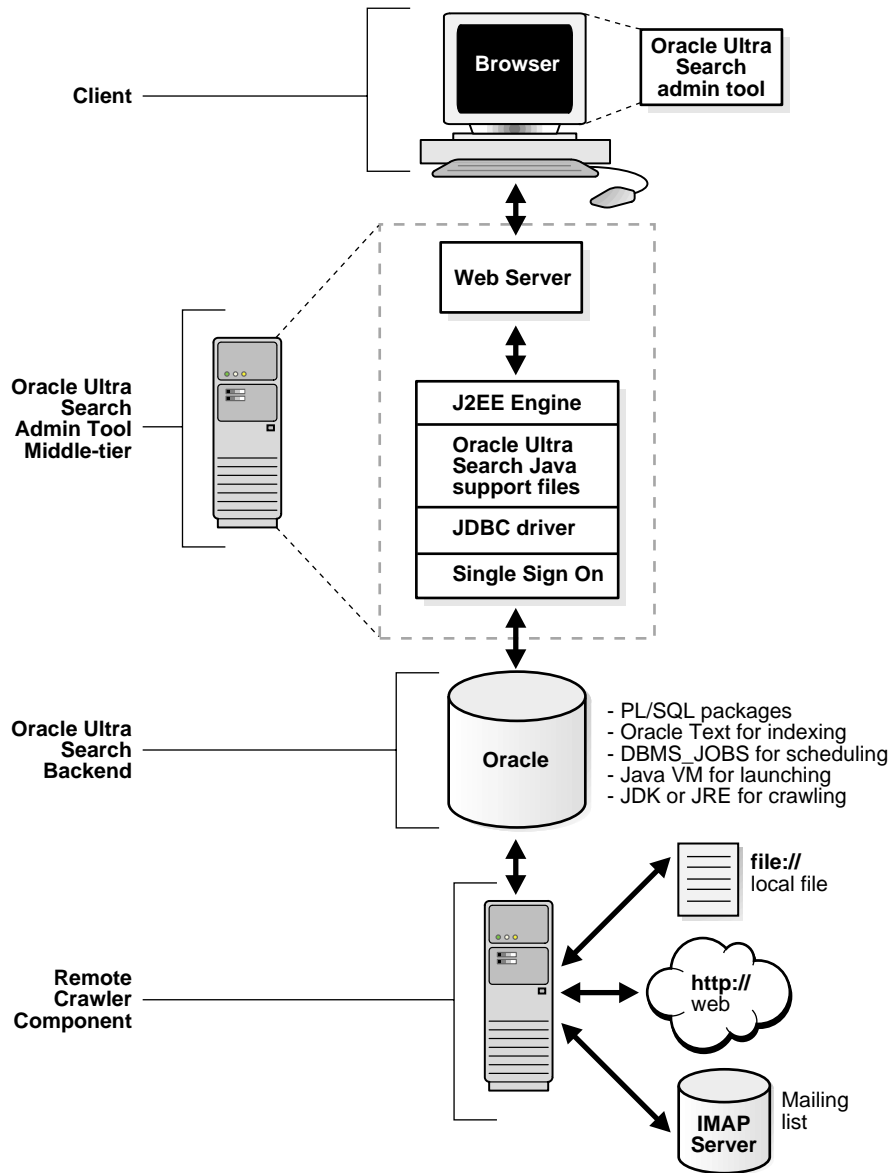 Browser
Oracle Ultra
Search
admin tool
Client
Web Server
Oracle Ultra
Search
Admin Tool
Middle-tier
J2EE Engine
Oracle Ultra
Search Java
support files
JDBC driver
Single Sign On
Oracle Ultra
Search
Backend
Oracle
- PL/SQL packages
- Oracle Text for indexing
- DBMS_JOBS for scheduling
- Java VM for launching
- JDK or JRE for crawling
file://
local file
Remote
Crawler
Component
http://
web
IMAP
Server
Mailing
list